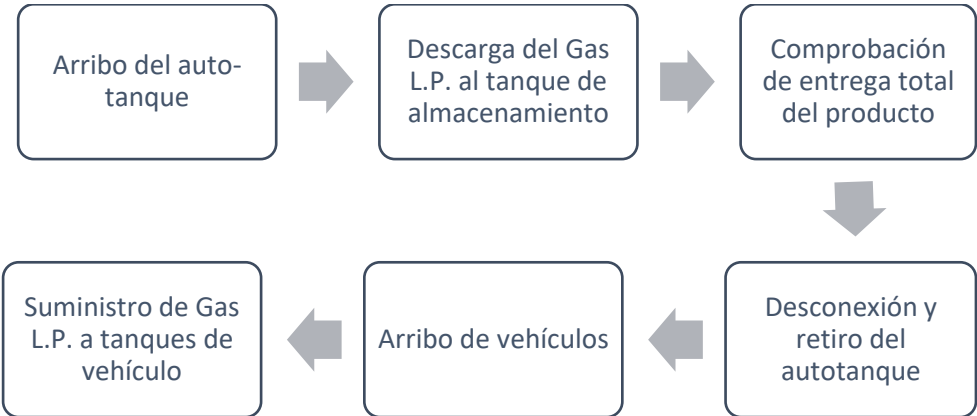 Arribo del auto-
tanque
Descarga del Gas
L.P. al tanque de
almacenamiento
Comprobación
de entrega total
del producto
Desconexión y
retiro del
autotanque
Arribo de vehículos
Suministro de Gas
L.P. a tanques de
vehículo